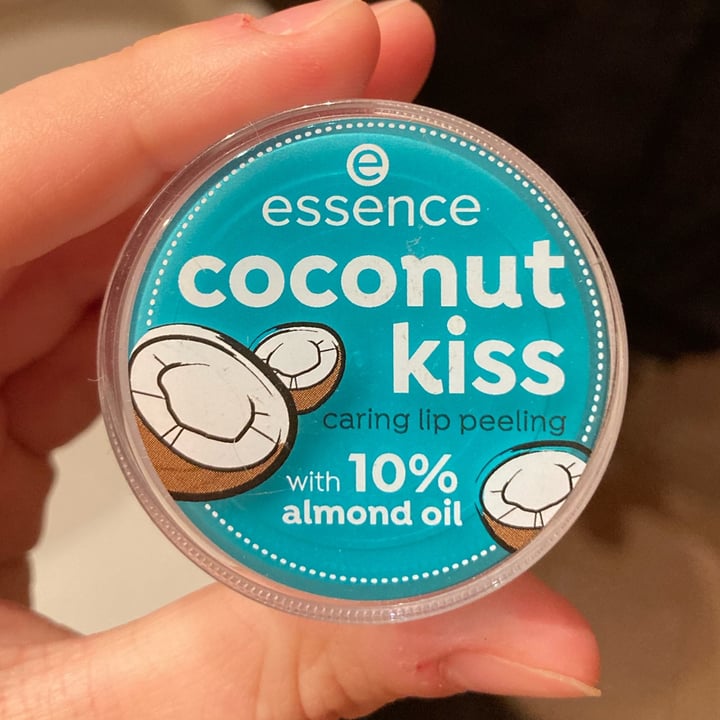 e
essence
coconut
kiss
caring lip peeling
with 10%
almond oil